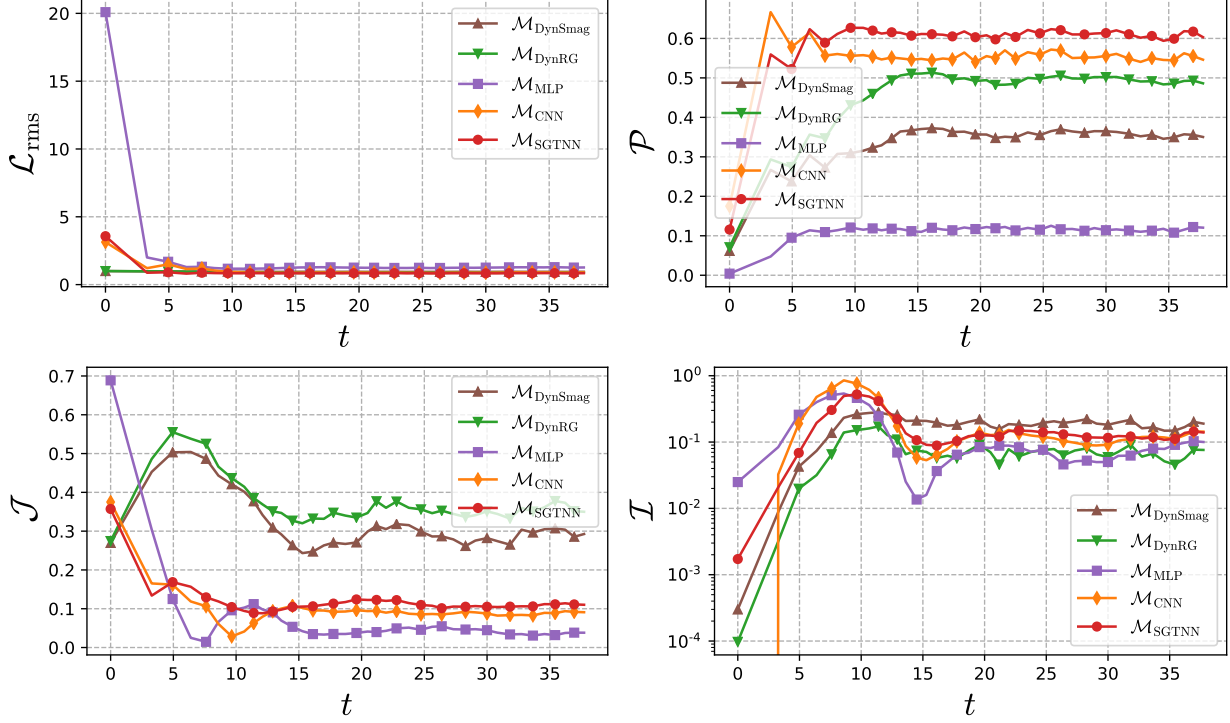 20
15
10
5
0
ℒrms
0 5 10 15 20 25 30 35
t
ℳDynSmag
ℳDynRG
ℳMLP
ℳCNN
ℳSGTNN
0.6
0.5
0.4
0.3
0.2
0.1
0.0
𝒫
0 5 10 15 20 25 30 35
t
ℳDynSmag
ℳDynRG
ℳMLP
ℳCNN
ℳSGTNN
0.7
0.6
0.5
0.4
0.3
0.2
0.1
0.0
𝒥
0 5 10 15 20 25 30 35
t
ℳDynSmag
ℳDynRG
ℳMLP
ℳCNN
ℳSGTNN
10⁰
10⁻¹
10⁻²
10⁻³
10⁻⁴
ℐ
0 5 10 15 20 25 30 35
t
ℳDynSmag
ℳDynRG
ℳMLP
ℳCNN
ℳSGTNN